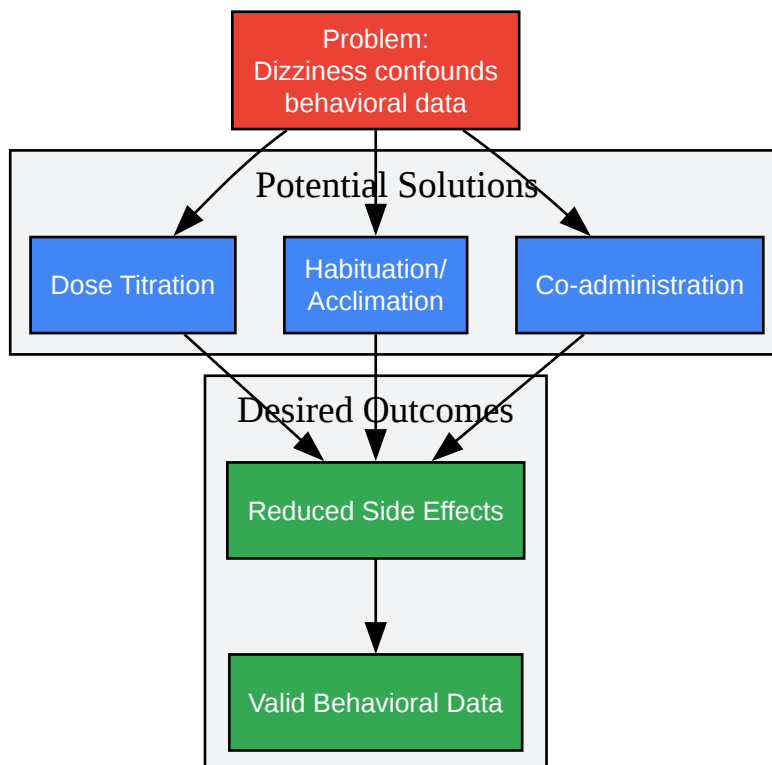 Problem:
Dizziness confounds
behavioral data
Potential Solutions
Dose Titration
Habituation/
Acclimation
Co-administration
Desired Outcomes
Reduced Side Effects
Valid Behavioral Data